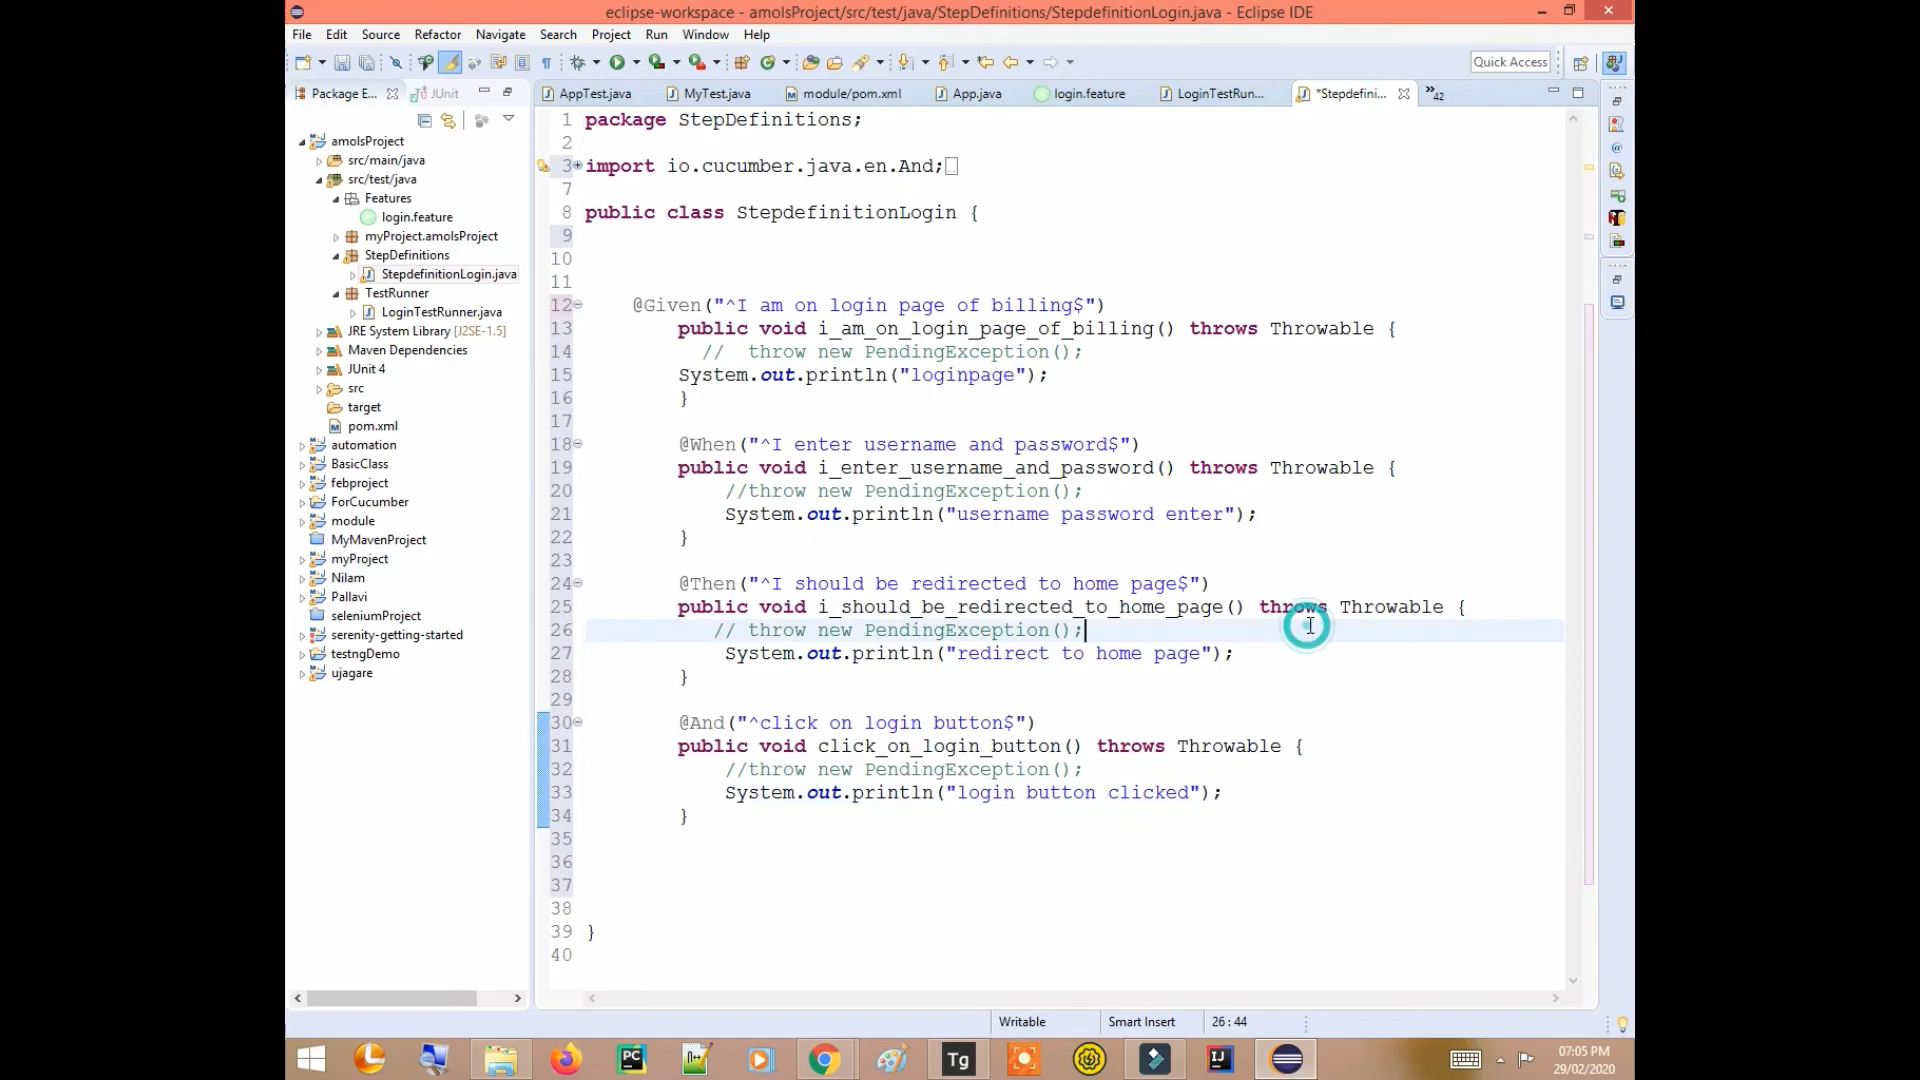 eclipse-workspace - amolsProject/src/test/java/StepDefinitions/StepdefinitionLogin.java - Eclipse IDE
File Edit Source Refactor Navigate Search Project Run Window Help
Quick Access
Package E... JUnit
AppTest.java MyTest.java module/pom.xml App.java login.feature LoginTestRun... *Stepdefini... »42
amolsProject
src/main/java
src/test/java
Features
login.feature
myProject.amolsProject
StepDefinitions
StepdefinitionLogin.java
TestRunner
LoginTestRunner.java
JRE System Library [J2SE-1.5]
Maven Dependencies
JUnit 4
src
target
pom.xml
automation
BasicClass
febproject
ForCucumber
module
MyMavenProject
myProject
Nilam
Pallavi
seleniumProject
serenity-getting-started
testngDemo
ujagare
1 package StepDefinitions;
2
3 import io.cucumber.java.en.And;
7
8 public class StepdefinitionLogin {
9
10
11
12 @Given("^I am on login page of billing$")
13 public void i_am_on_login_page_of_billing() throws Throwable {
14 // throw new PendingException();
15 System.out.println("loginpage");
16 }
17
18 @When("^I enter username and password$")
19 public void i_enter_username_and_password() throws Throwable {
20 //throw new PendingException();
21 System.out.println("username password enter");
22 }
23
24 @Then("^I should be redirected to home page$")
25 public void i_should_be_redirected_to_home_page() throws Throwable {
26 // throw new PendingException();
27 System.out.println("redirect to home page");
28 }
29
30 @And("^click on login button$")
31 public void click_on_login_button() throws Throwable {
32 //throw new PendingException();
33 System.out.println("login button clicked");
34 }
35
36
37
38
39 }
40
Writable Smart Insert 26 : 44
PC Tg IJ
07:05 PM
29/02/2020